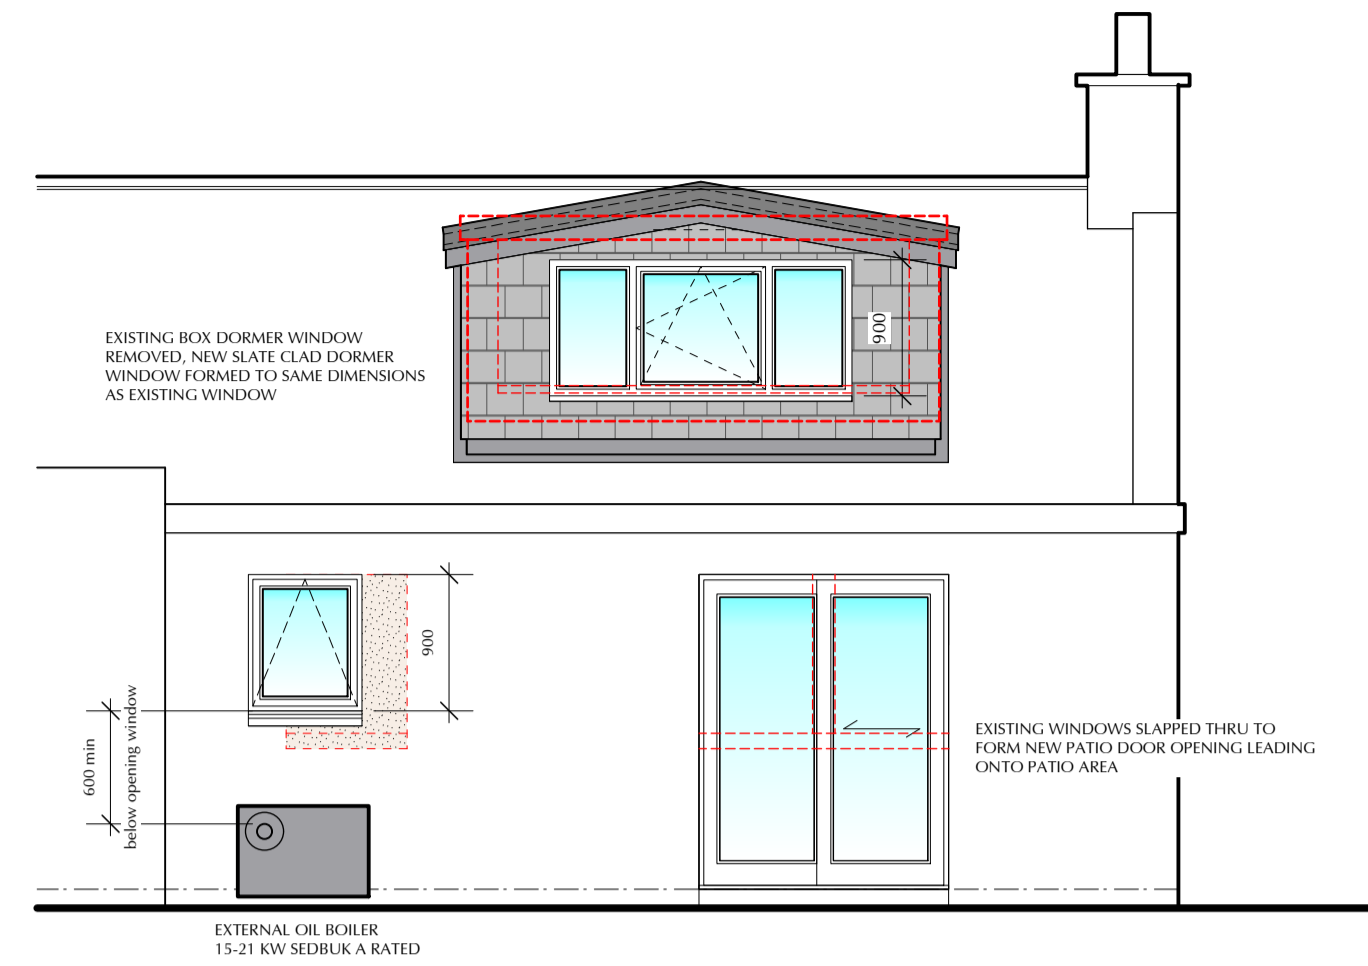 EXISTING BOX DORMER WINDOW
REMOVED, NEW SLATE CLAD DORMER
WINDOW FORMED TO SAME DIMENSIONS
AS EXISTING WINDOW
900
900
600 min
below opening window
EXISTING WINDOWS SLAPPED THRU TO
FORM NEW PATIO DOOR OPENING LEADING
ONTO PATIO AREA
EXTERNAL OIL BOILER
15-21 KW SEDBUK A RATED